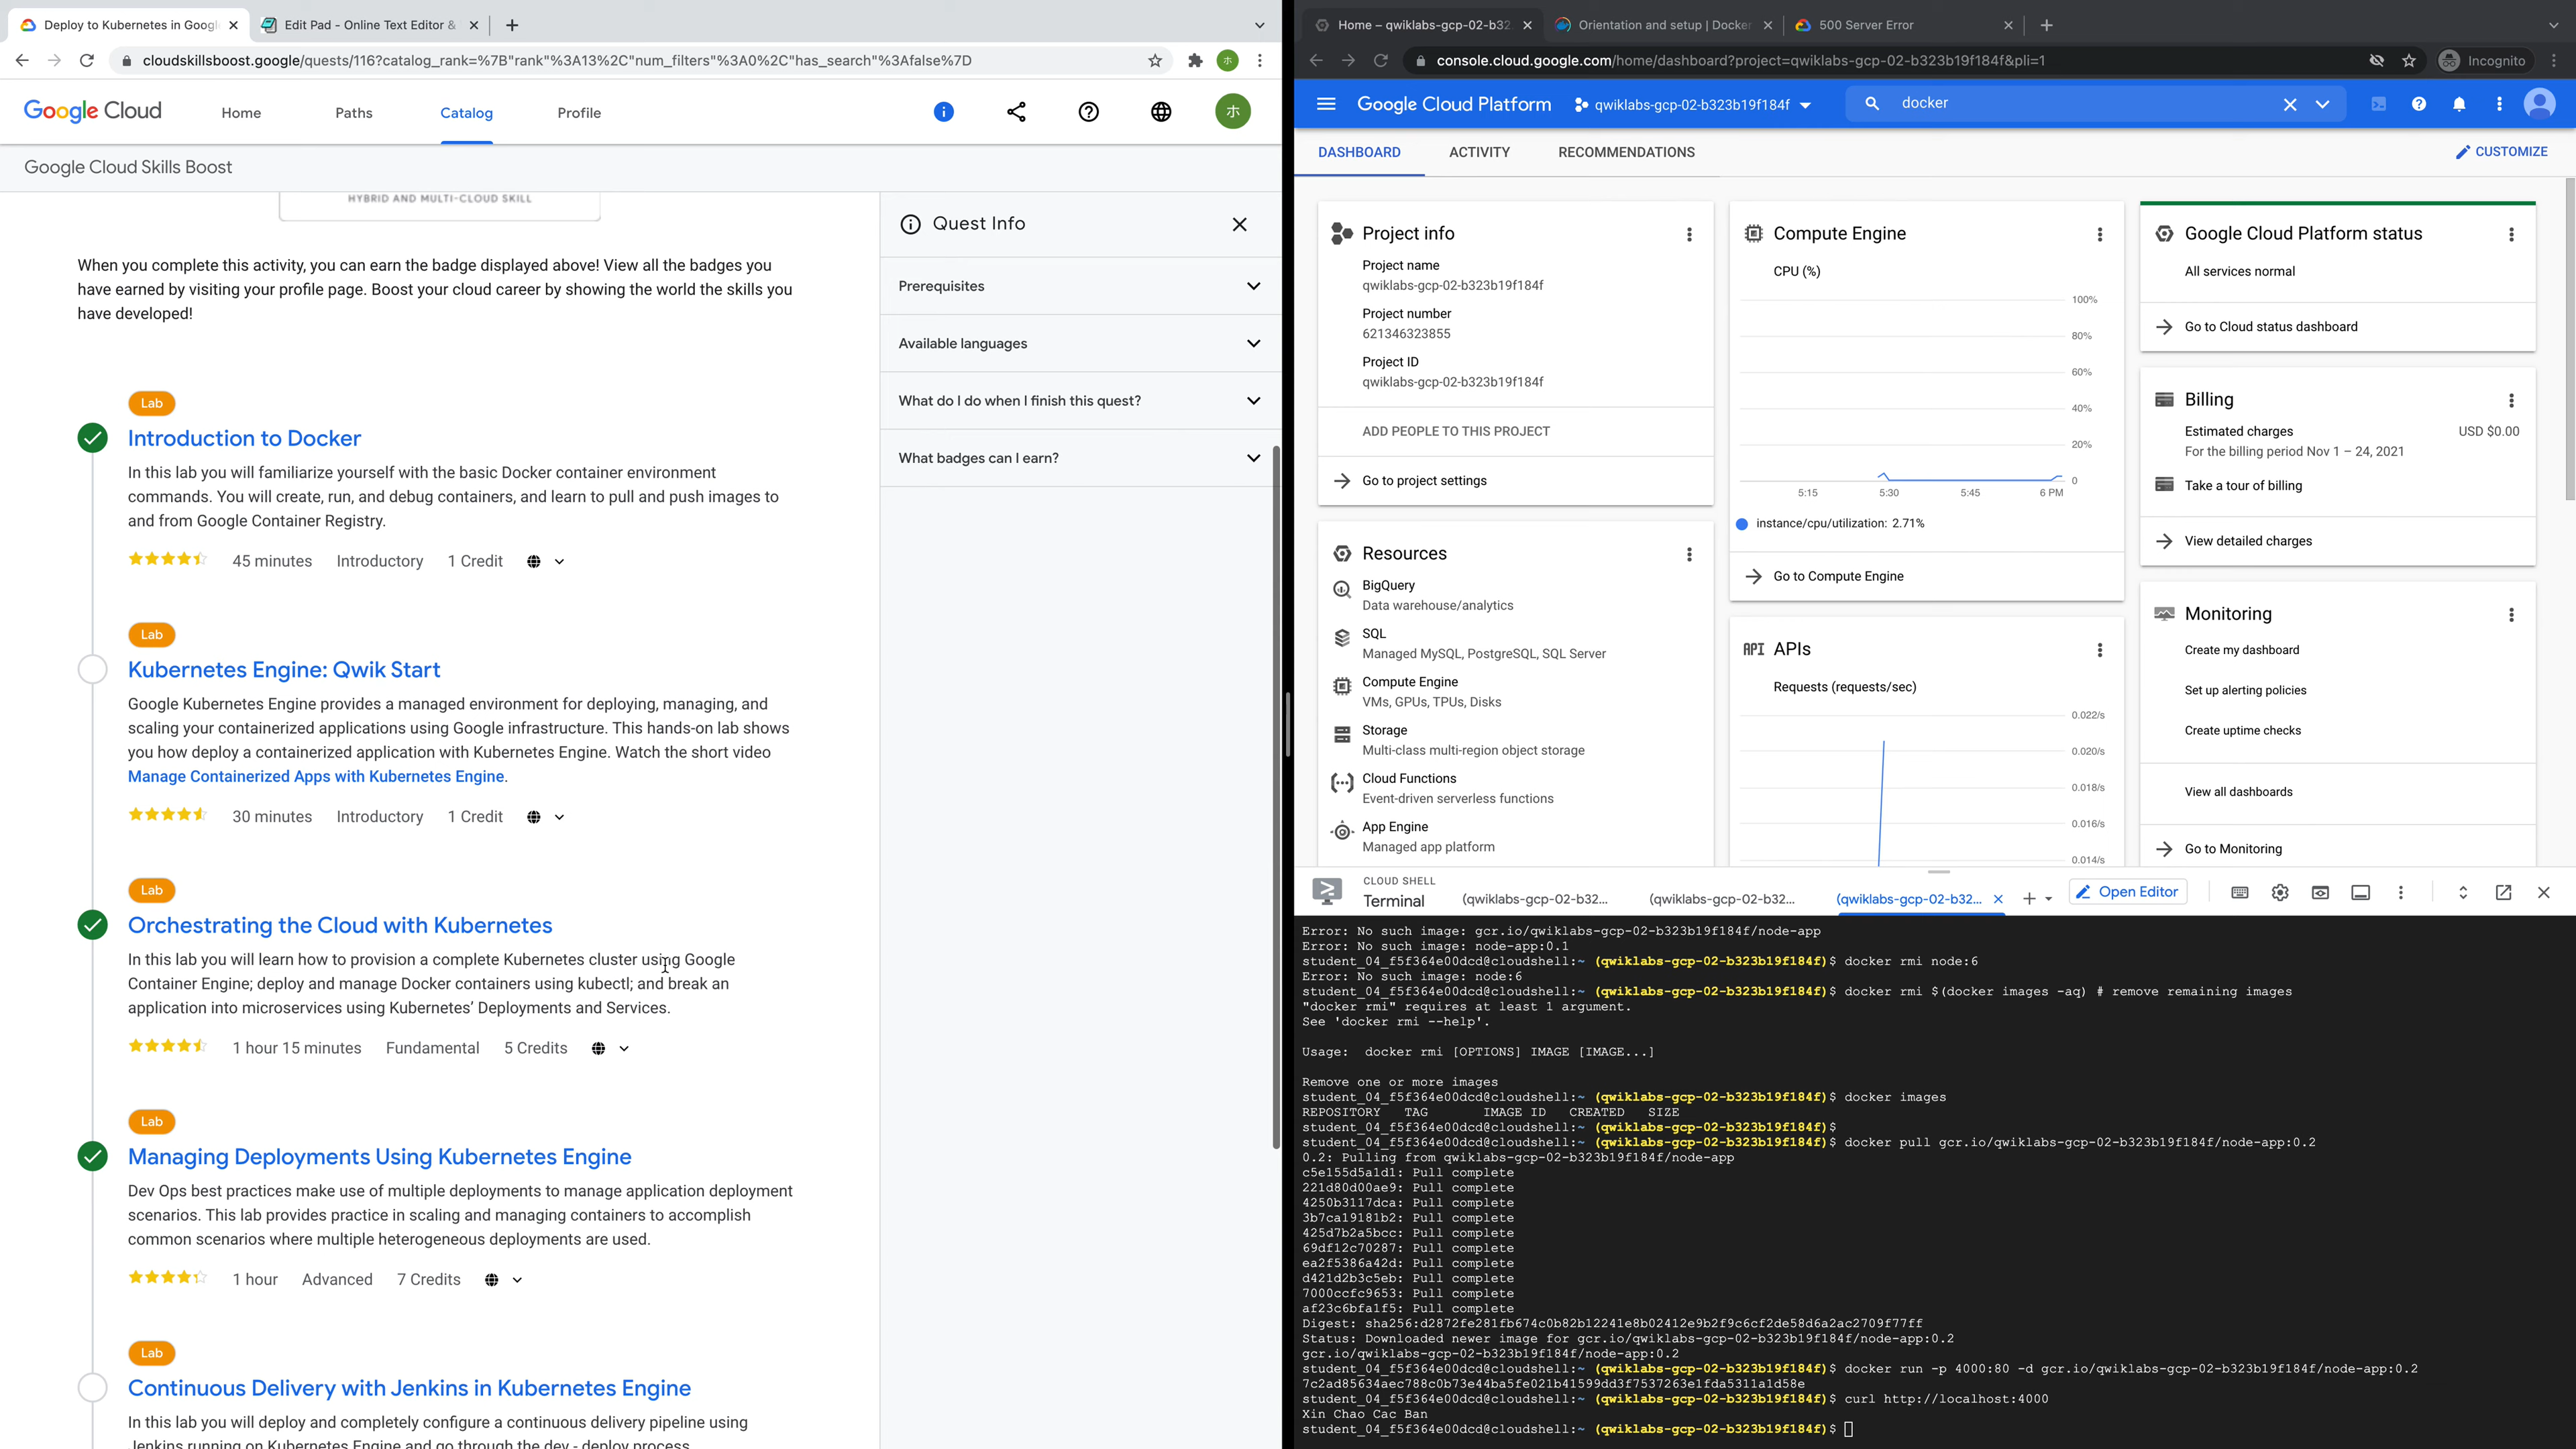 Deploy to Kubernetes in Googl
Edit Pad - Online Text Editor &
cloudskillsboost.google/quests/116?catalog_rank=%7B"rank"%3A13%2C"num_filters"%3A0%2C"has_search"%3Afalse%7D
ホ
Google Cloud
Home
Paths
Catalog
Profile
ホ
Google Cloud Skills Boost
HYBRID AND MULTI-CLOUD SKILL
When you complete this activity, you can earn the badge displayed above! View all the badges you
have earned by visiting your profile page. Boost your cloud career by showing the world the skills you
have developed!
Lab
Introduction to Docker
In this lab you will familiarize yourself with the basic Docker container environment
commands. You will create, run, and debug containers, and learn to pull and push images to
and from Google Container Registry.
45 minutes Introductory 1 Credit
Lab
Kubernetes Engine: Qwik Start
Google Kubernetes Engine provides a managed environment for deploying, managing, and
scaling your containerized applications using Google infrastructure. This hands-on lab shows
you how deploy a containerized application with Kubernetes Engine. Watch the short video
Manage Containerized Apps with Kubernetes Engine.
30 minutes Introductory 1 Credit
Lab
Orchestrating the Cloud with Kubernetes
In this lab you will learn how to provision a complete Kubernetes cluster using Google
Container Engine; deploy and manage Docker containers using kubectl; and break an
application into microservices using Kubernetes’ Deployments and Services.
1 hour 15 minutes Fundamental 5 Credits
Lab
Managing Deployments Using Kubernetes Engine
Dev Ops best practices make use of multiple deployments to manage application deployment
scenarios. This lab provides practice in scaling and managing containers to accomplish
common scenarios where multiple heterogeneous deployments are used.
1 hour Advanced 7 Credits
Lab
Continuous Delivery with Jenkins in Kubernetes Engine
In this lab you will deploy and completely configure a continuous delivery pipeline using
Jenkins running on Kubernetes Engine and go through the dev - deploy process.
Quest Info
Prerequisites
Available languages
What do I do when I finish this quest?
What badges can I earn?
Home – qwiklabs-gcp-02-b32
Orientation and setup | Docker
500 Server Error
console.cloud.google.com/home/dashboard?project=qwiklabs-gcp-02-b323b19f184f&pli=1
Incognito
Google Cloud Platform
qwiklabs-gcp-02-b323b19f184f
docker
DASHBOARD
ACTIVITY
RECOMMENDATIONS
CUSTOMIZE
Project info
Project name
qwiklabs-gcp-02-b323b19f184f
Project number
621346323855
Project ID
qwiklabs-gcp-02-b323b19f184f
ADD PEOPLE TO THIS PROJECT
Go to project settings
Resources
BigQuery
Data warehouse/analytics
SQL
Managed MySQL, PostgreSQL, SQL Server
Compute Engine
VMs, GPUs, TPUs, Disks
Storage
Multi-class multi-region object storage
Cloud Functions
Event-driven serverless functions
App Engine
Managed app platform
Compute Engine
CPU (%)
100%
80%
60%
40%
20%
0
5:15 5:30 5:45 6 PM
instance/cpu/utilization: 2.71%
Go to Compute Engine
API APIs
Requests (requests/sec)
0.022/s
0.020/s
0.018/s
0.016/s
0.014/s
Google Cloud Platform status
All services normal
Go to Cloud status dashboard
Billing
Estimated charges USD $0.00
For the billing period Nov 1 – 24, 2021
Take a tour of billing
View detailed charges
Monitoring
Create my dashboard
Set up alerting policies
Create uptime checks
View all dashboards
Go to Monitoring
CLOUD SHELL
Terminal
(qwiklabs-gcp-02-b32...
(qwiklabs-gcp-02-b32...
(qwiklabs-gcp-02-b32...
Open Editor
Error: No such image: gcr.io/qwiklabs-gcp-02-b323b19f184f/node-app
Error: No such image: node-app:0.1
student_04_f5f364e00dcd@cloudshell:~ (qwiklabs-gcp-02-b323b19f184f)$ docker rmi node:6
Error: No such image: node:6
student_04_f5f364e00dcd@cloudshell:~ (qwiklabs-gcp-02-b323b19f184f)$ docker rmi $(docker images -aq) # remove remaining images
"docker rmi" requires at least 1 argument.
See 'docker rmi --help'.
Usage:  docker rmi [OPTIONS] IMAGE [IMAGE...]
Remove one or more images
student_04_f5f364e00dcd@cloudshell:~ (qwiklabs-gcp-02-b323b19f184f)$ docker images
REPOSITORY   TAG       IMAGE ID   CREATED   SIZE
student_04_f5f364e00dcd@cloudshell:~ (qwiklabs-gcp-02-b323b19f184f)$
student_04_f5f364e00dcd@cloudshell:~ (qwiklabs-gcp-02-b323b19f184f)$ docker pull gcr.io/qwiklabs-gcp-02-b323b19f184f/node-app:0.2
0.2: Pulling from qwiklabs-gcp-02-b323b19f184f/node-app
c5e155d5a1d1: Pull complete
221d80d00ae9: Pull complete
4250b3117dca: Pull complete
3b7ca19181b2: Pull complete
425d7b2a5bcc: Pull complete
69df12c70287: Pull complete
ea2f5386a42d: Pull complete
d421d2b3c5eb: Pull complete
7000ccfc9653: Pull complete
af23c6bfa1f5: Pull complete
Digest: sha256:d2872fe281fb674c0b82b12241e8b02412e9b2f9c6cf2de58d6a2ac2709f77ff
Status: Downloaded newer image for gcr.io/qwiklabs-gcp-02-b323b19f184f/node-app:0.2
gcr.io/qwiklabs-gcp-02-b323b19f184f/node-app:0.2
student_04_f5f364e00dcd@cloudshell:~ (qwiklabs-gcp-02-b323b19f184f)$ docker run -p 4000:80 -d gcr.io/qwiklabs-gcp-02-b323b19f184f/node-app:0.2
7c2ad85634aec788c0b73e44ba5fe021b41599dd3f7537263e1fda5311a1d58e
student_04_f5f364e00dcd@cloudshell:~ (qwiklabs-gcp-02-b323b19f184f)$ curl http://localhost:4000
Xin Chao Cac Ban
student_04_f5f364e00dcd@cloudshell:~ (qwiklabs-gcp-02-b323b19f184f)$